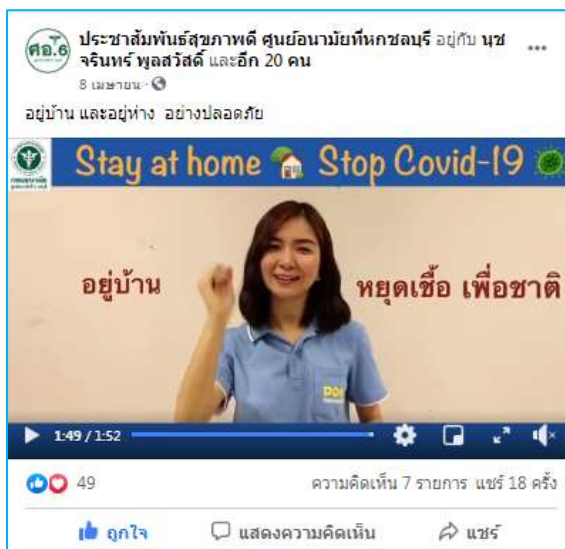 ศอ.6
ประชาสัมพันธ์สุขภาพดี ศูนย์อนามัยที่หกชลบุรี อยู่กับ นุช
จรินทร์ พูลสวัสดิ์ และอีก 20 คน
8 เมษายน ·
อยู่บ้าน และอยู่ห่าง อย่างปลอดภัย
Stay at home Stop Covid-19
อยู่บ้าน
หยุดเชื้อ เพื่อชาติ
1:49 / 1:52
49
ความคิดเห็น 7 รายการ แชร์ 18 ครั้ง
ถูกใจ
แสดงความคิดเห็น
แชร์